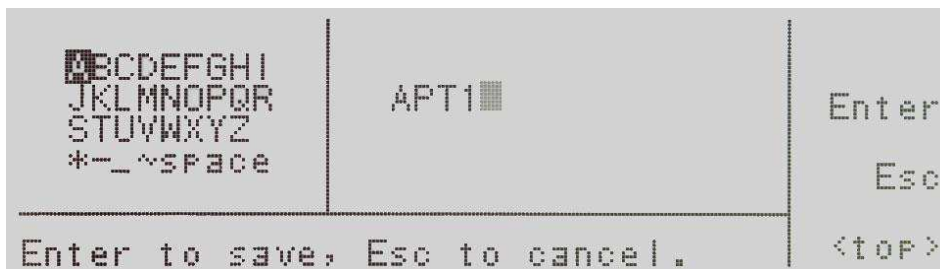 ABCDEFGHI
JKLMNOPQR
STUVWXYZ
*-_~space
APT1
Enter
Esc
<top>
Enter to save, Esc to cancel.